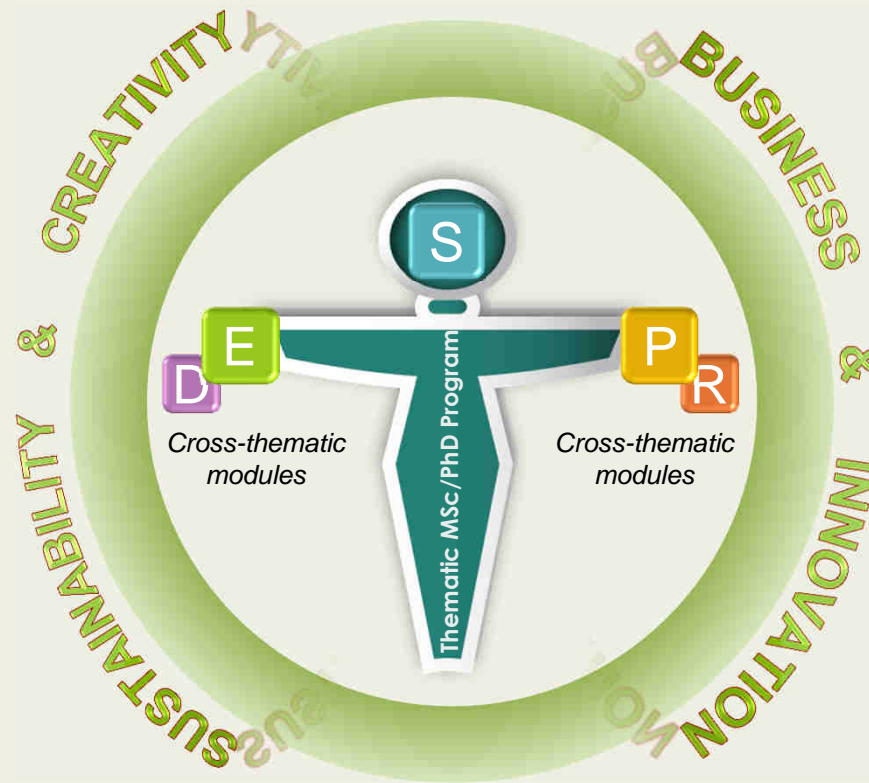 CREATIVITY
&
SUSTAINABILITY
BUSINESS
&
INNOVATION
S
E
D
P
R
Thematic MSc/PhD Program
Cross-thematic
modules
Cross-thematic
modules